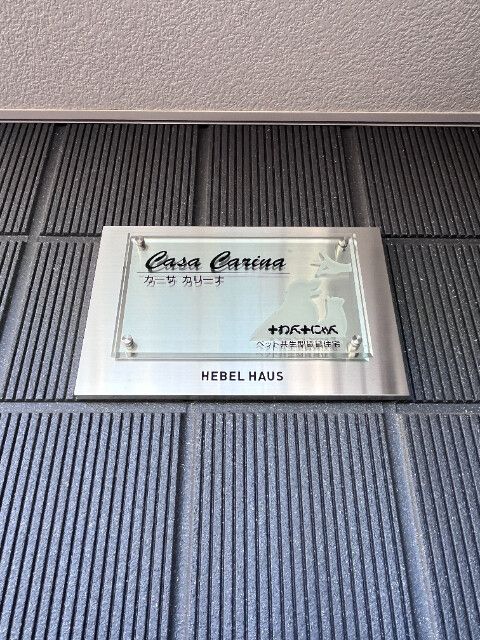 Casa Carina
カーサ カリーナ
+わん+にゃん
ペット共生型賃貸住宅
HEBEL HAUS